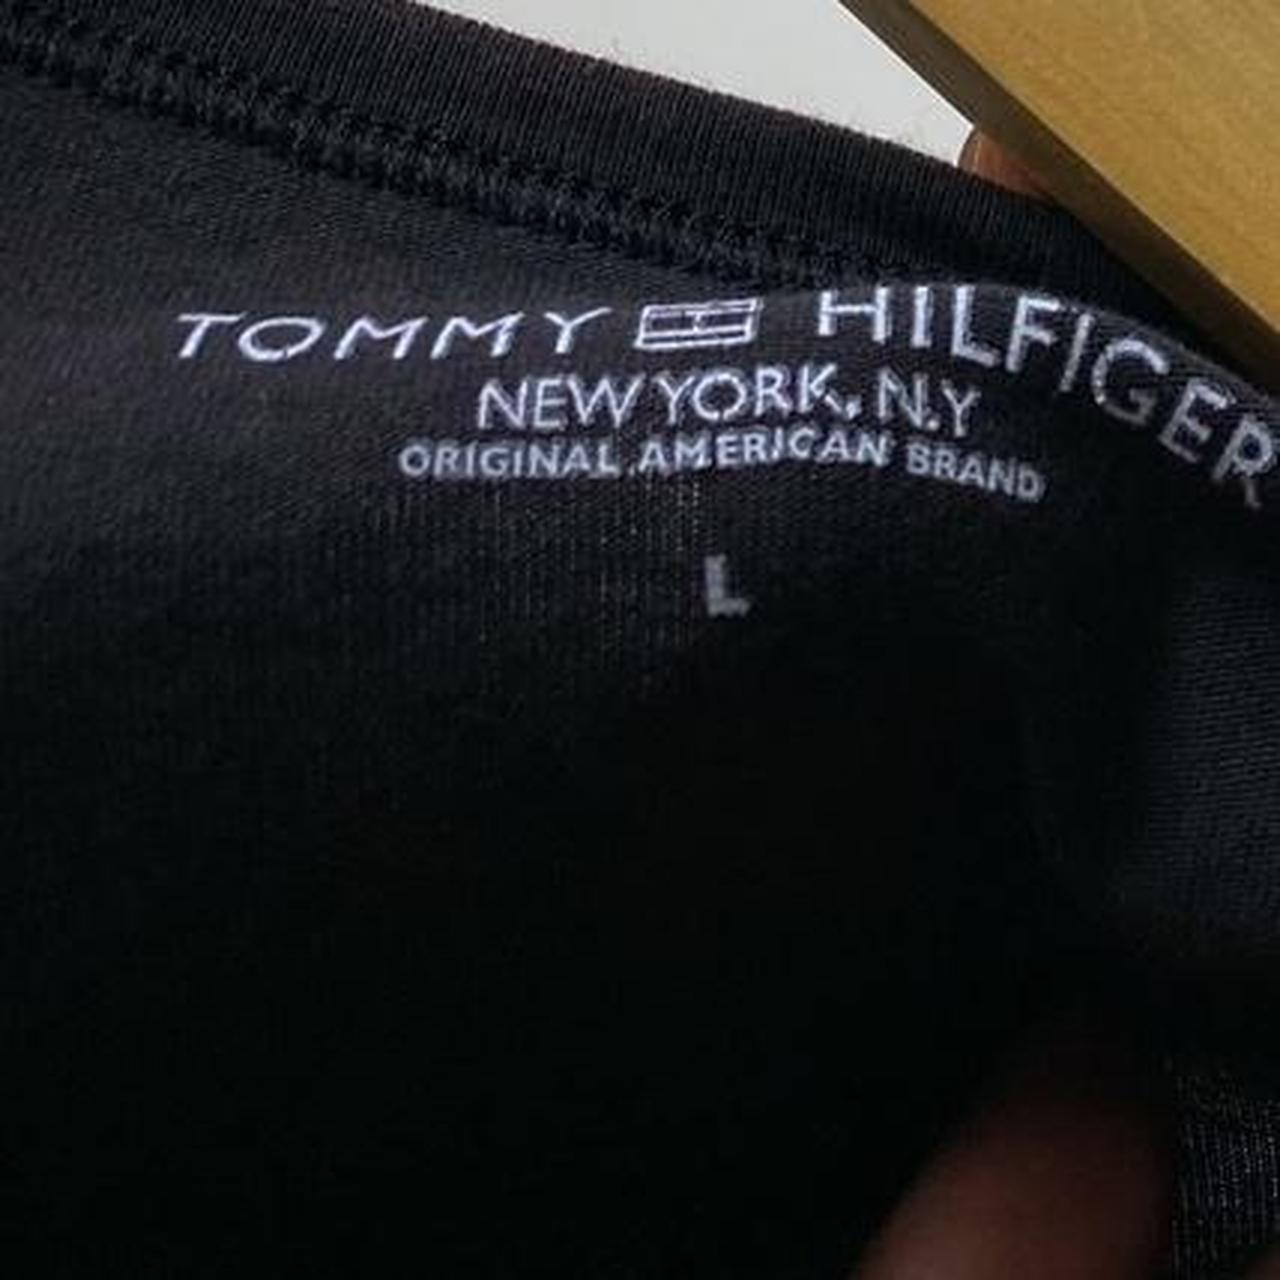 TOMMY HILFIGER
NEW YORK, N.Y
ORIGINAL AMERICAN BRAND
L